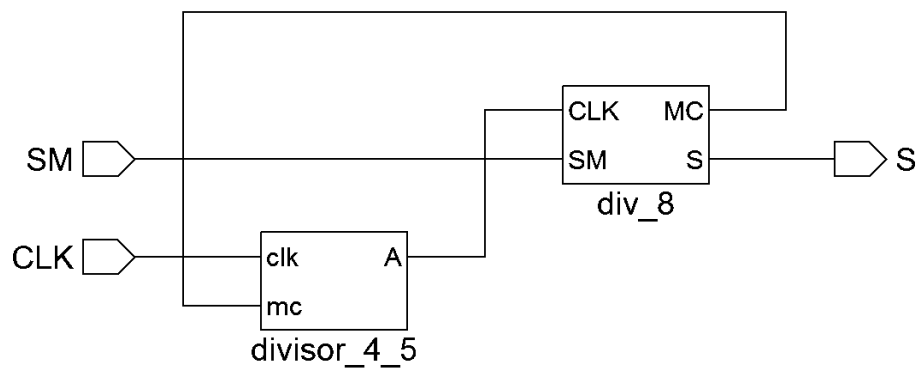 CLK MC
SM SM S S
div_8
CLK clk A
mc
divisor_4_5